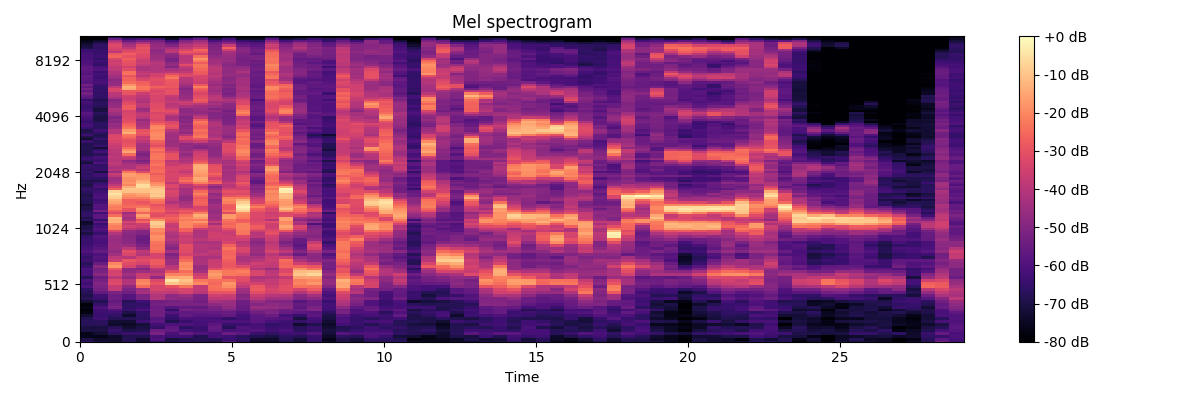 Mel spectrogram
8192
4096
2048
1024
512
0
Hz
0 5 10 15 20 25
Time
+0 dB
-10 dB
-20 dB
-30 dB
-40 dB
-50 dB
-60 dB
-70 dB
-80 dB